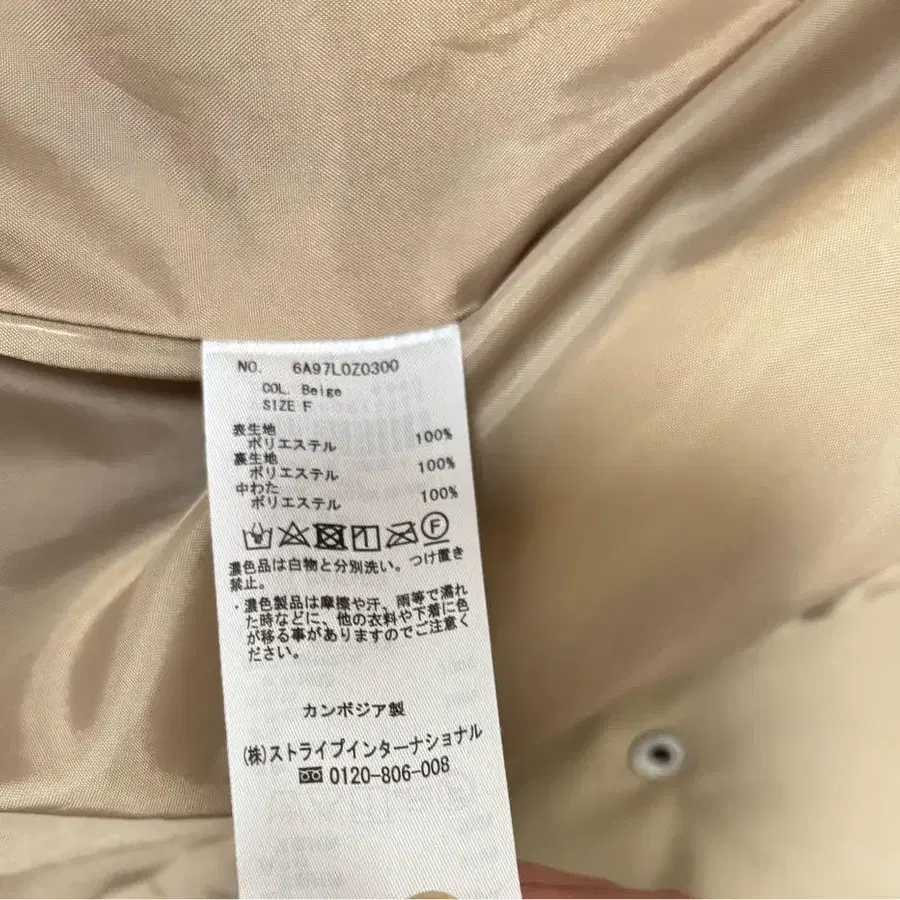 NO. 6A97L0Z0300
COL. Beige
SIZE F
表生地
ポリエステル 100%
裏生地
ポリエステル 100%
中わた
ポリエステル 100%
濃色品は白物と分別洗い。つけ置き
禁止。
・濃色製品は摩擦や汗、雨等で濡れ
た時などに、他の衣料や下着に色
が移る事がありますのでご注意く
ださい。
カンボジア製
(株)ストライプインターナショナル
0120-806-008